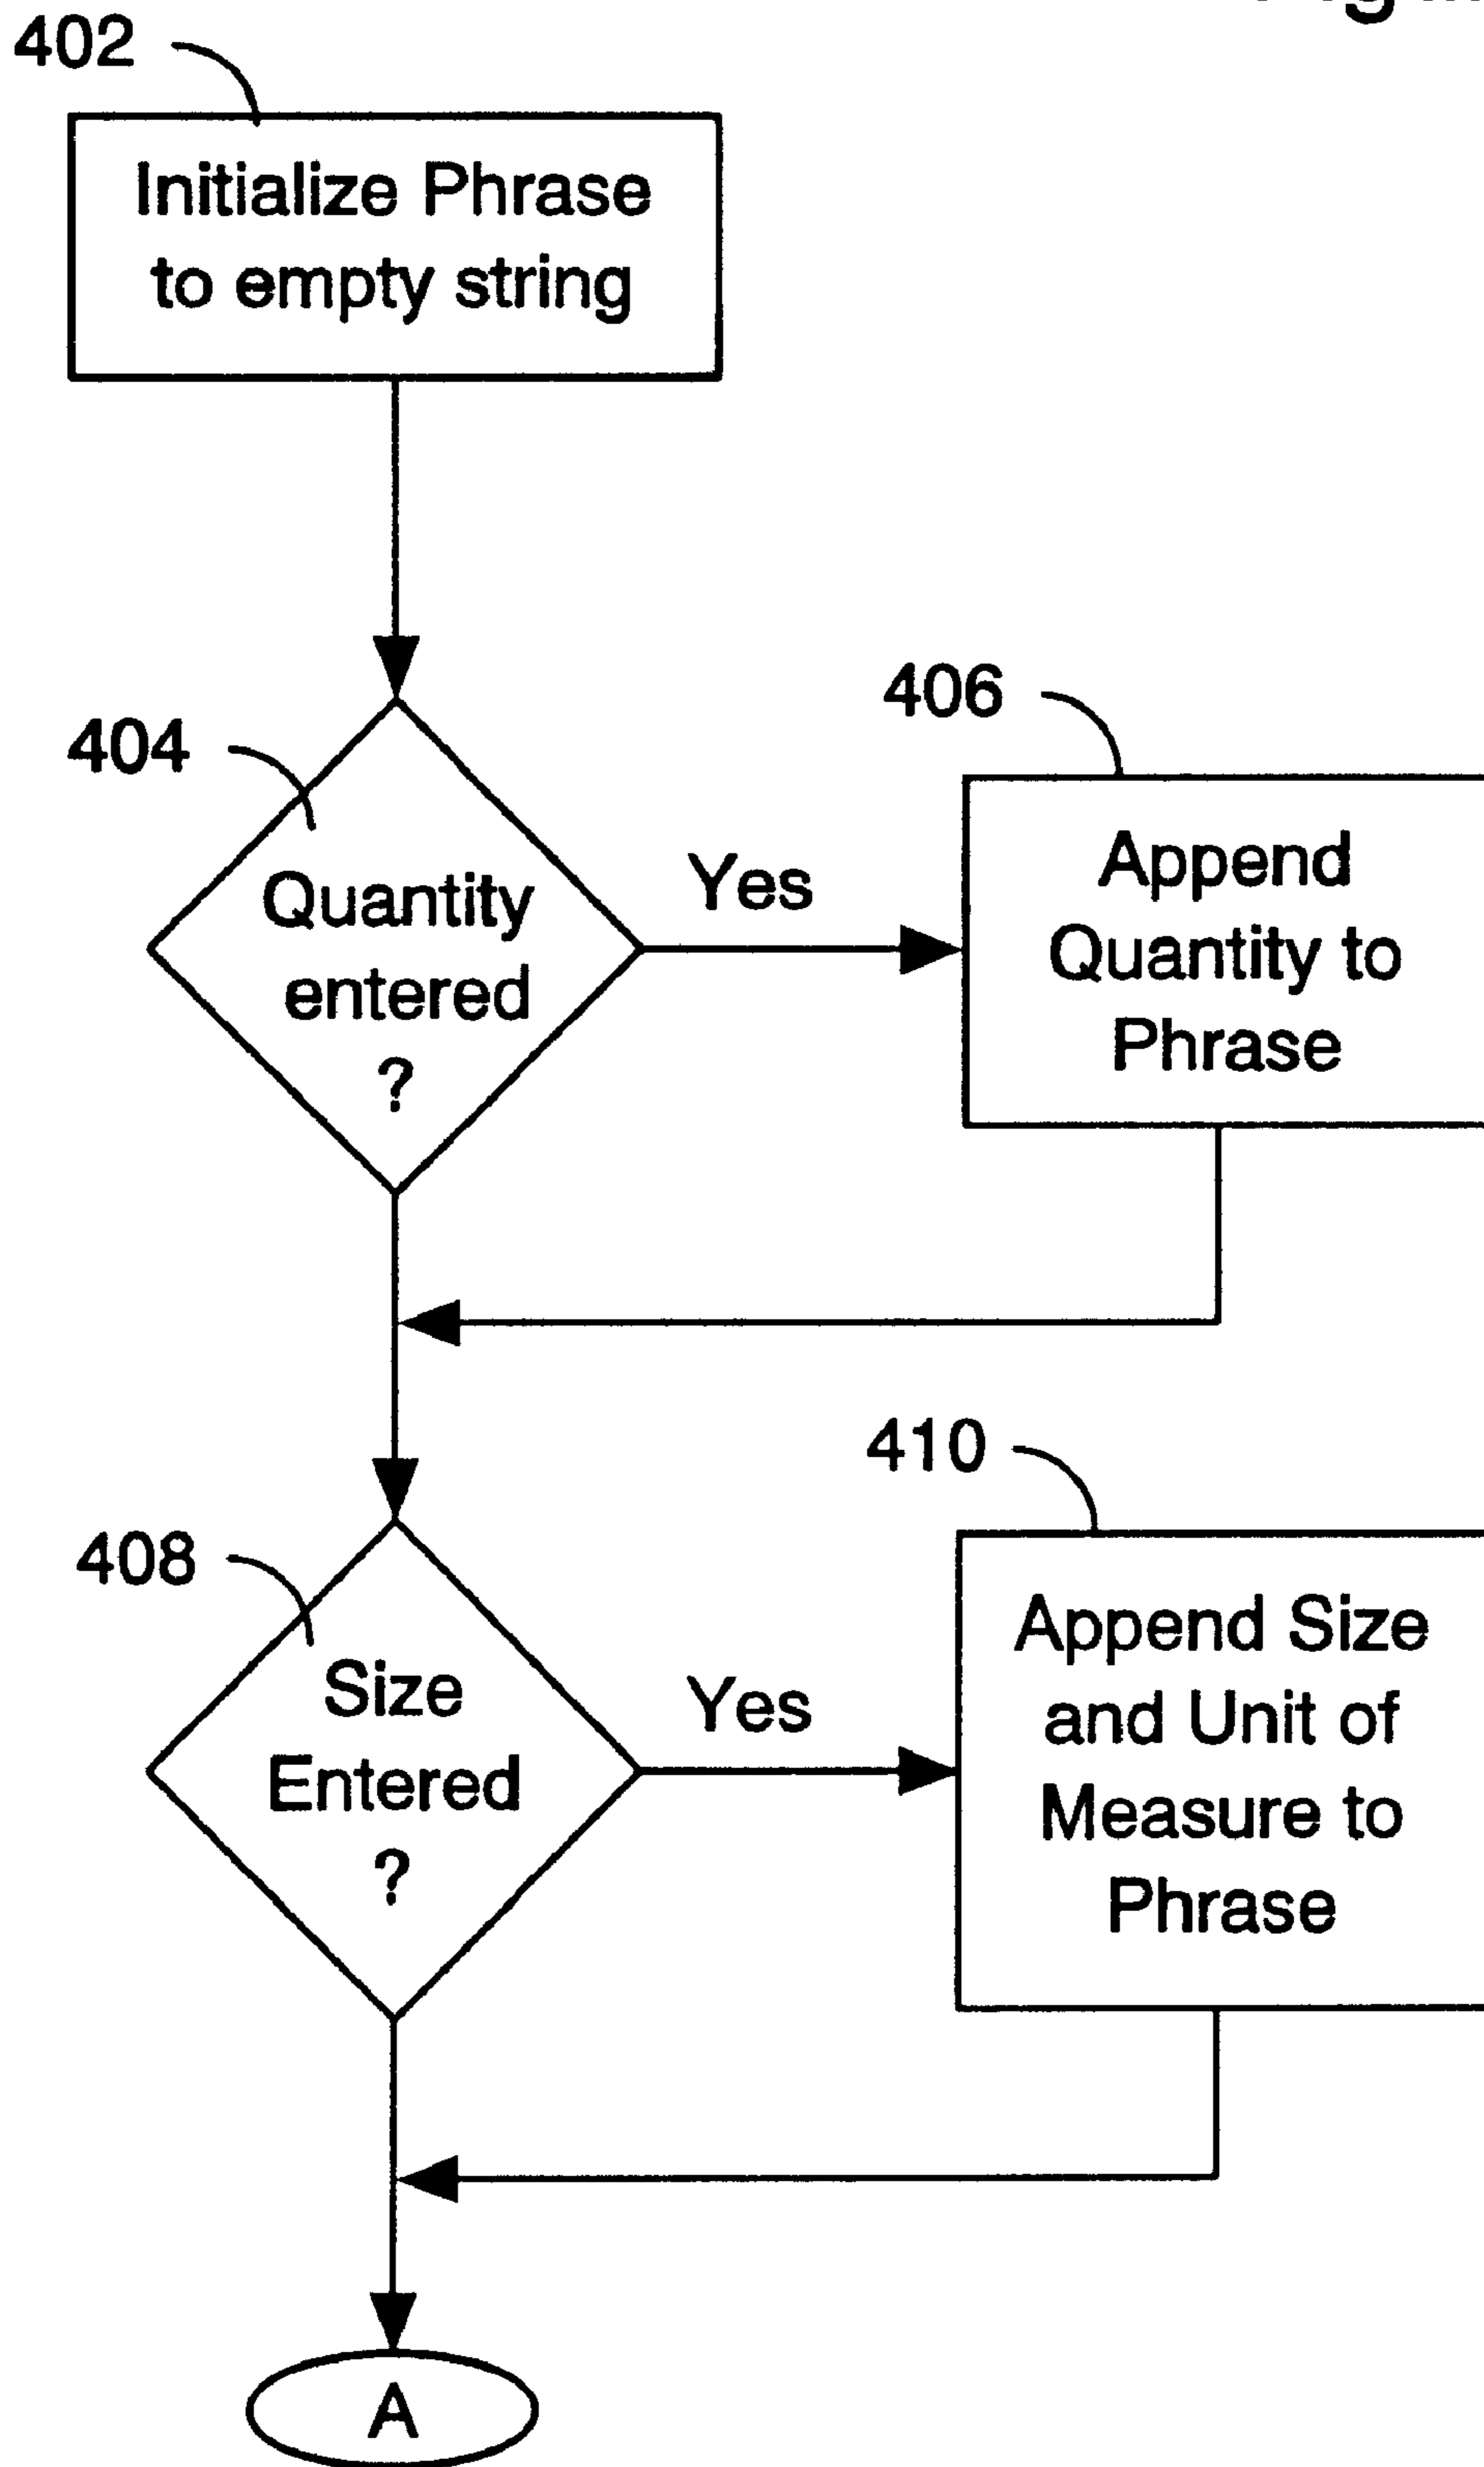 402
Initialize Phrase
to empty string
404
Quantity
entered
?
Yes
406
Append
Quantity to
Phrase
408
Size
Entered
?
Yes
410
Append Size
and Unit of
Measure to
Phrase
A